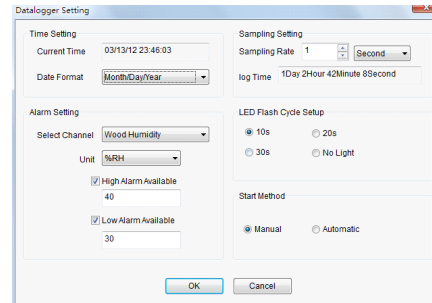 Datalogger Setting
Time Setting
Current Time 03/13/12 23:46:03
Date Format Month/Day/Year
Sampling Setting
Sampling Rate 1 Second
log Time 1Day 2Hour 42Minute 8Second
Alarm Setting
Select Channel Wood Humidity
Unit %RH
High Alarm Available
40
Low Alarm Available
30
LED Flash Cycle Setup
10s 20s
30s No Light
Start Method
Manual Automatic
OK Cancel